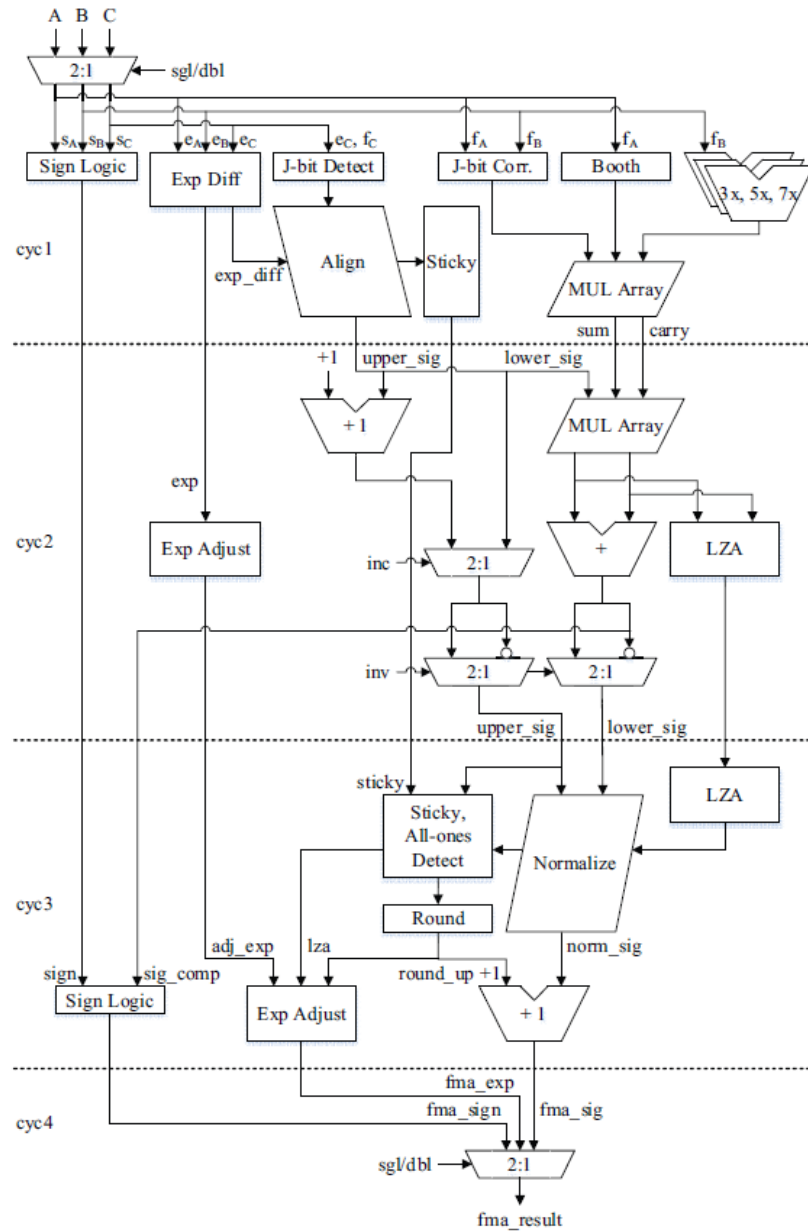 A B C
2:1 sgl/dbl
sA sB sC eA eB eC eC, fC fA fB fA fB
Sign Logic Exp Diff J-bit Detect J-bit Corr. Booth 3x, 5x, 7x
cyc1
exp_diff Align Sticky MUL Array
sum carry
+1 upper_sig lower_sig
+ 1 MUL Array
exp
cyc2
Exp Adjust + LZA
inc 2:1
inv 2:1 2:1
upper_sig lower_sig
sticky LZA
Sticky,
All-ones
Detect
Normalize
cyc3
Round
adj_exp lza norm_sig
sign sig_comp round_up +1
Sign Logic Exp Adjust + 1
fma_exp
cyc4
fma_sign fma_sig
sgl/dbl 2:1
fma_result